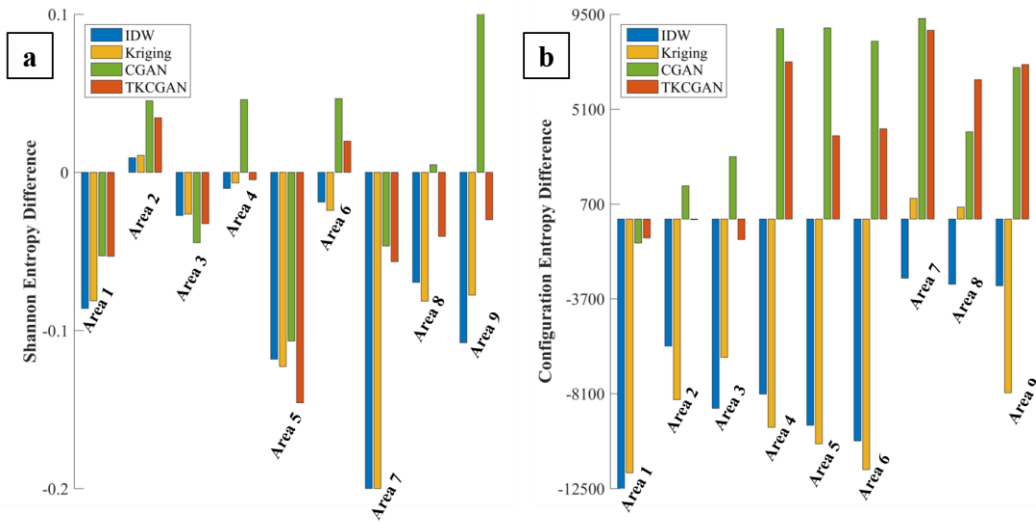 a
IDW
Kriging
CGAN
TKCGAN
0.1
0
-0.1
-0.2
Shannon Entropy Difference
Area 1
Area 2
Area 3
Area 4
Area 5
Area 6
Area 7
Area 8
Area 9
b
IDW
Kriging
CGAN
TKCGAN
9500
5100
700
-3700
-8100
-12500
Configuration Entropy Difference
Area 1
Area 2
Area 3
Area 4
Area 5
Area 6
Area 7
Area 8
Area 9